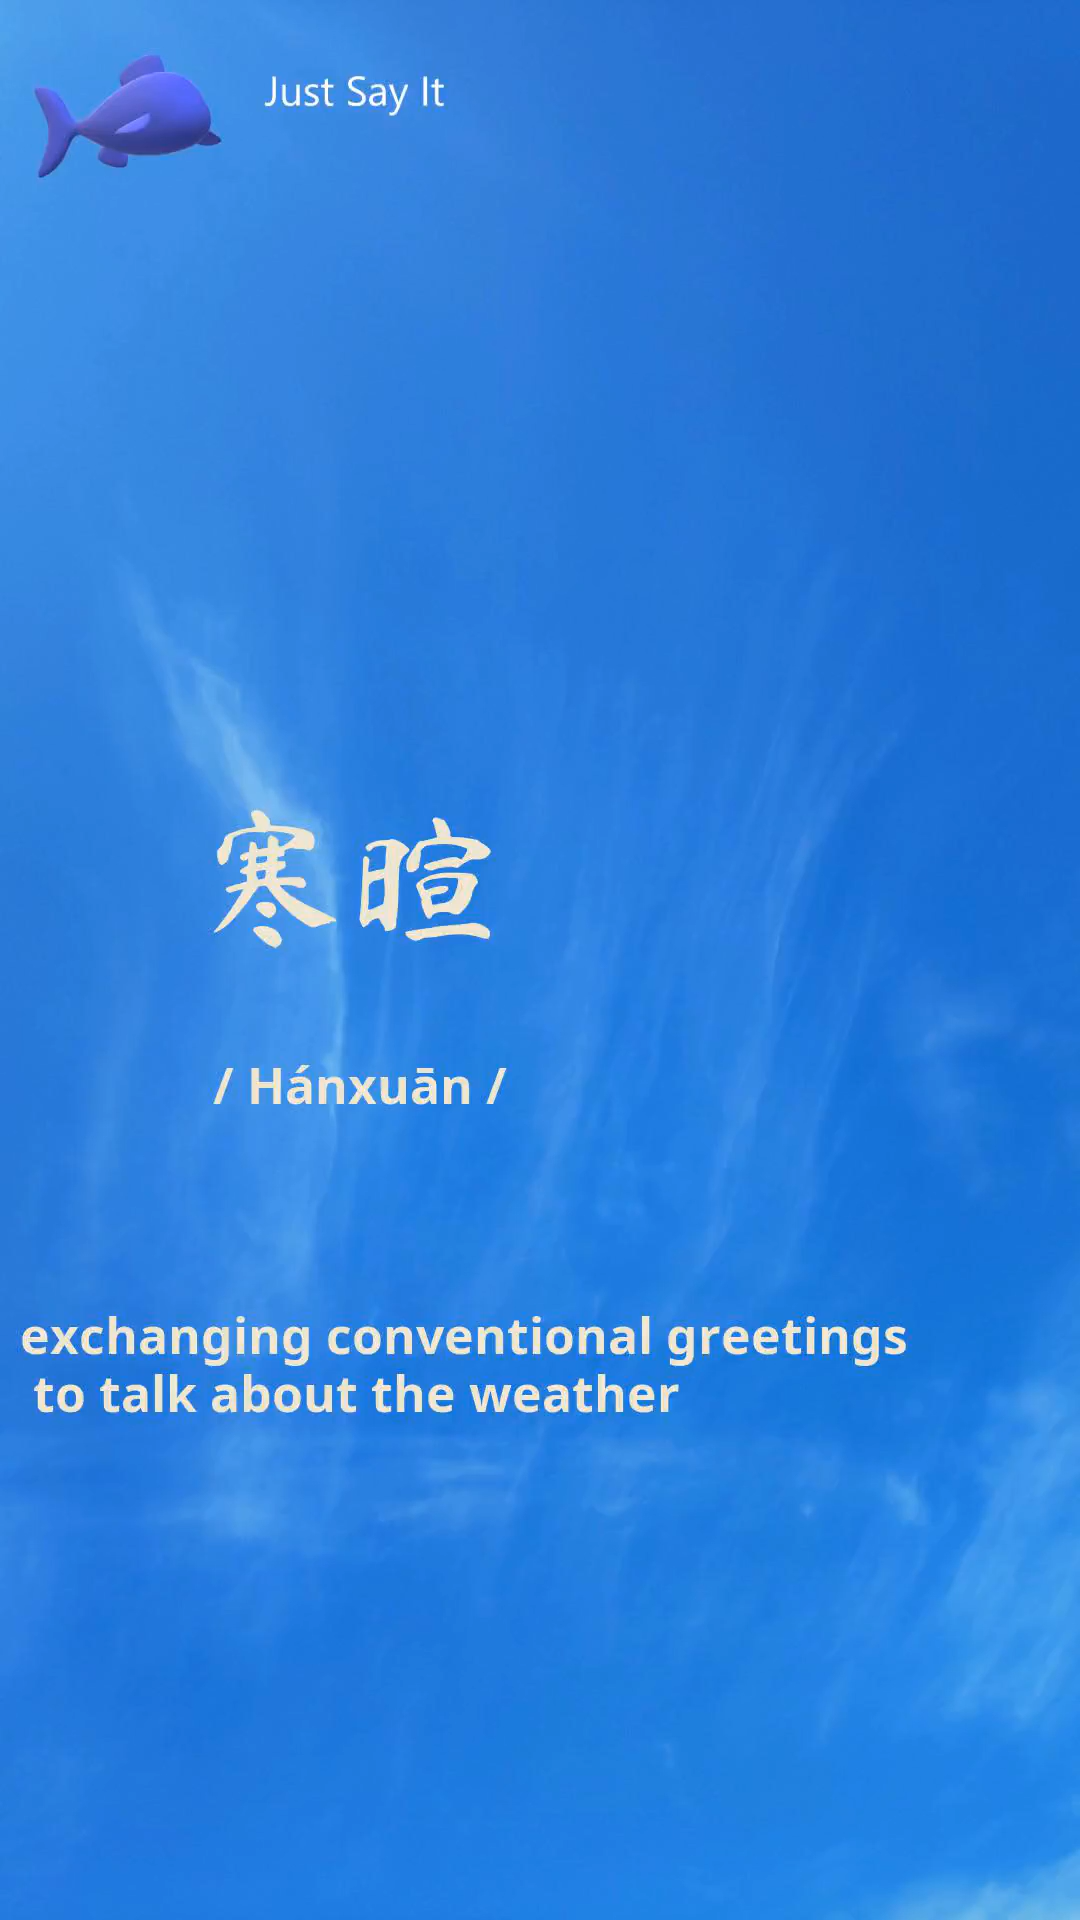 Just Say It
寒暄
/ Hánxuān /
exchanging conventional greetings
to talk about the weather